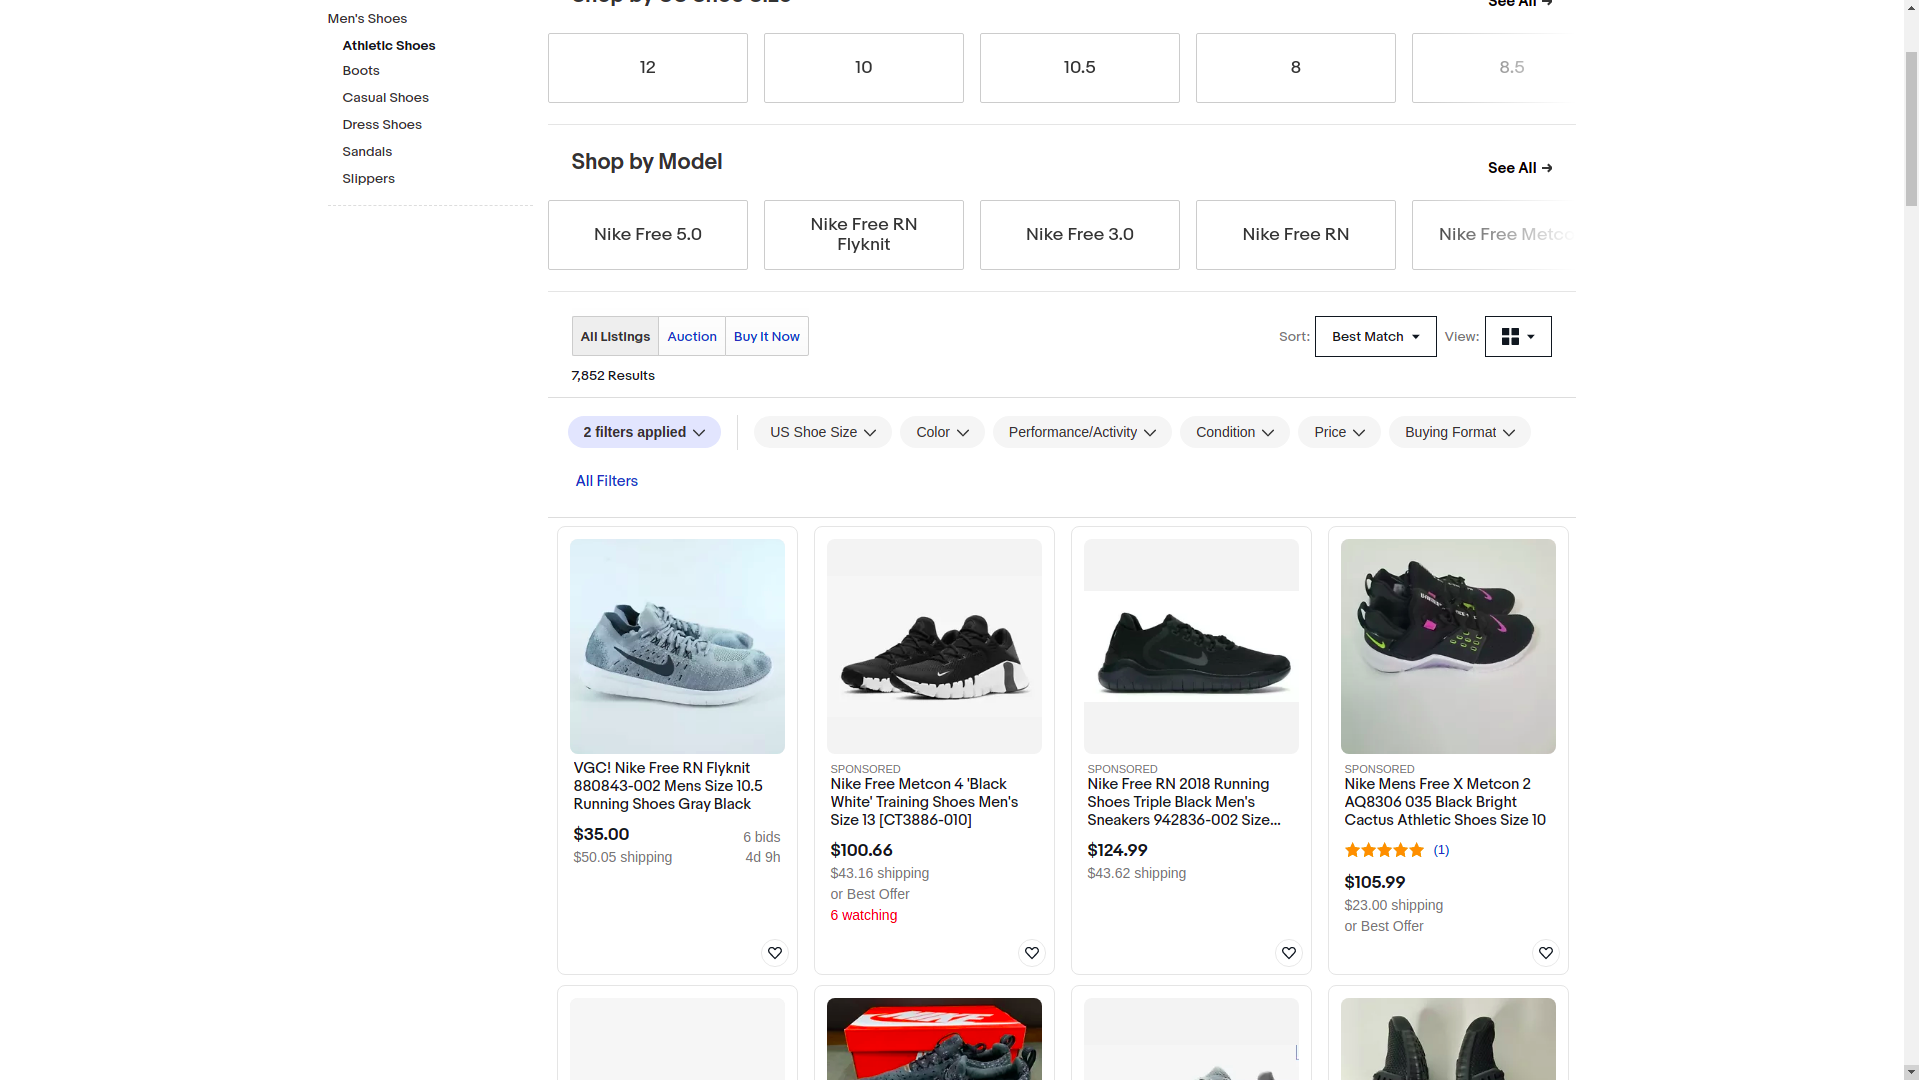 Men's Shoes
Athletic Shoes
Boots
Casual Shoes
Dress Shoes
Sandals
Slippers
See All
12
10
10.5
8
8.5
Shop by Model
See All
Nike Free 5.0
Nike Free RN
Flyknit
Nike Free 3.0
Nike Free RN
Nike Free Metco
All Listings
Auction
Buy It Now
Sort:
Best Match
View:
7,852 Results
2 filters applied
US Shoe Size
Color
Performance/Activity
Condition
Price
Buying Format
All Filters
VGC! Nike Free RN Flyknit
880843-002 Mens Size 10.5
Running Shoes Gray Black
$35.00
6 bids
$50.05 shipping
4d 9h
SPONSORED
Nike Free Metcon 4 'Black
White' Training Shoes Men's
Size 13 [CT3886-010]
$100.66
$43.16 shipping
or Best Offer
6 watching
SPONSORED
Nike Free RN 2018 Running
Shoes Triple Black Men's
Sneakers 942836-002 Size...
$124.99
$43.62 shipping
SPONSORED
Nike Mens Free X Metcon 2
AQ8306 035 Black Bright
Cactus Athletic Shoes Size 10
(1)
$105.99
$23.00 shipping
or Best Offer
NIKE